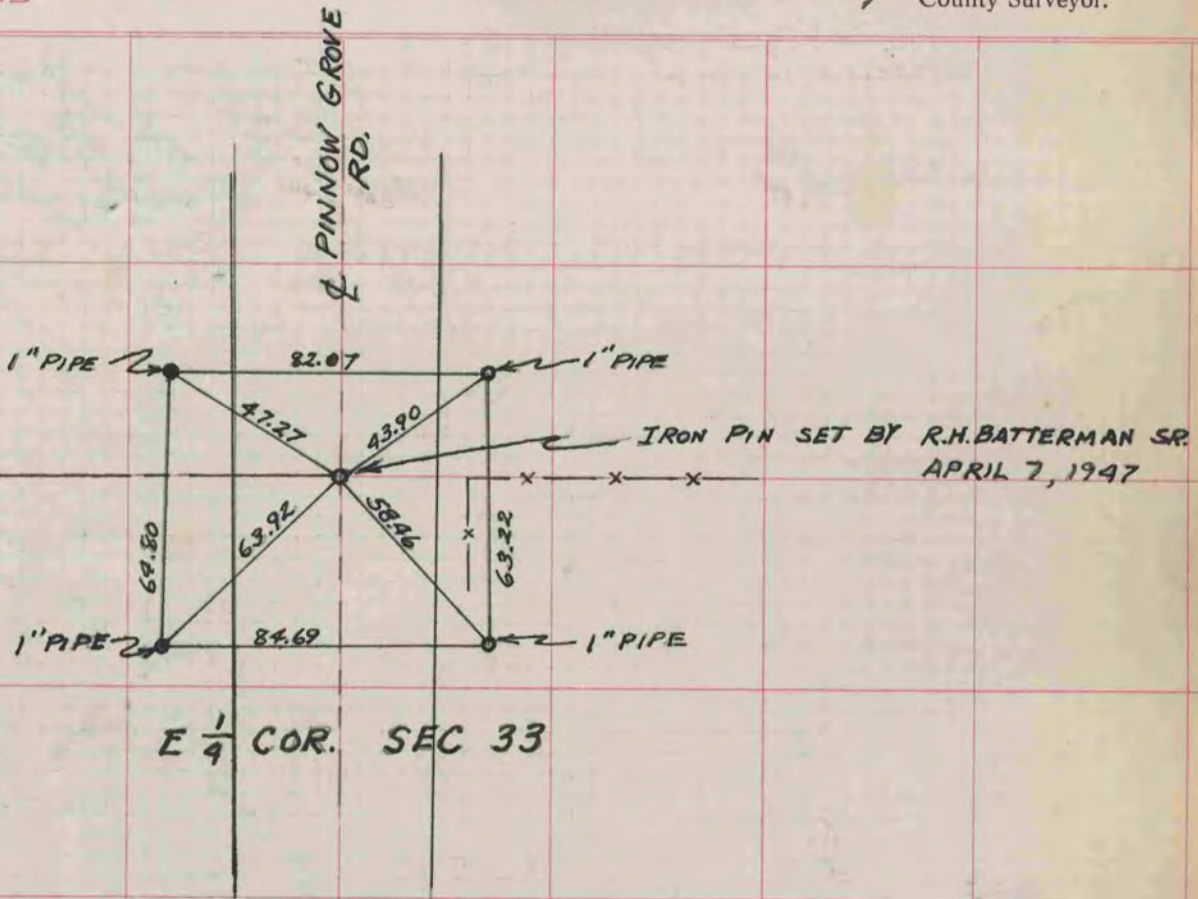 County Surveyor.
℄ PINNOW GROVE
RD.
1" PIPE
82.07
1" PIPE
47.27
43.90
IRON PIN SET BY R.H. BATTERMAN SR.
APRIL 7, 1947
63.92
58.46
63.22
1" PIPE
84.69
1" PIPE
E 1/4 COR. SEC 33